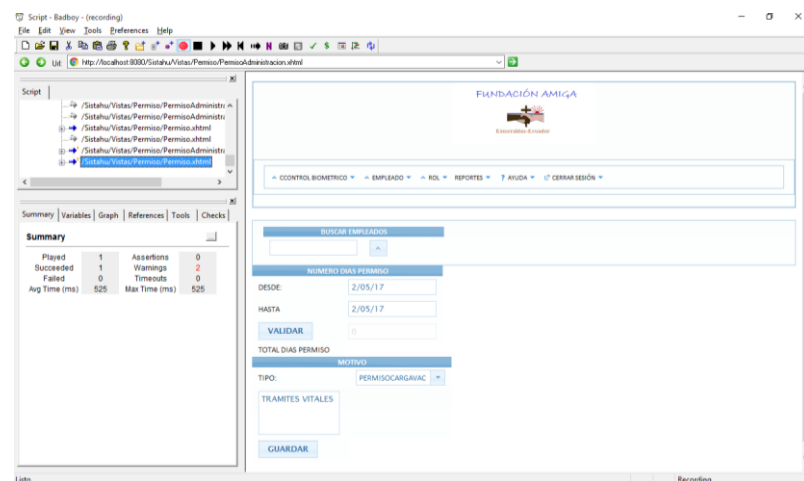 Script - Badboy - (recording)
File Edit View Tools Preferences Help
Url: http://localhost:8080/Sistahu/Vistas/Permiso/PermisoAdministracion.xhtml
Script
/Sistahu/Vistas/Permiso/PermisoAdministra
/Sistahu/Vistas/Permiso/PermisoAdministra
/Sistahu/Vistas/Permiso/Permiso.xhtml
/Sistahu/Vistas/Permiso/Permiso.xhtml
/Sistahu/Vistas/Permiso/PermisoAdministra
/Sistahu/Vistas/Permiso/Permiso.xhtml
Summary Variables Graph References Tools Checks
Summary
Played 1 Assertions 0
Succeeded 1 Warnings 2
Failed 0 Timeouts 0
Avg Time (ms) 525 Max Time (ms) 525
FUNDACIÓN AMIGA
Esmeraldas-Ecuador
CCONTROL BIOMETRICO EMPLEADO ROL REPORTES ? AYUDA CERRAR SESIÓN
BUSCAR EMPLEADOS
NUMERO DIAS PERMISO
DESDE: 2/05/17
HASTA 2/05/17
VALIDAR 0
TOTAL DIAS PERMISO
MOTIVO
TIPO: PERMISOCARGAVAC
TRAMITES VITALES
GUARDAR
Listo Recording